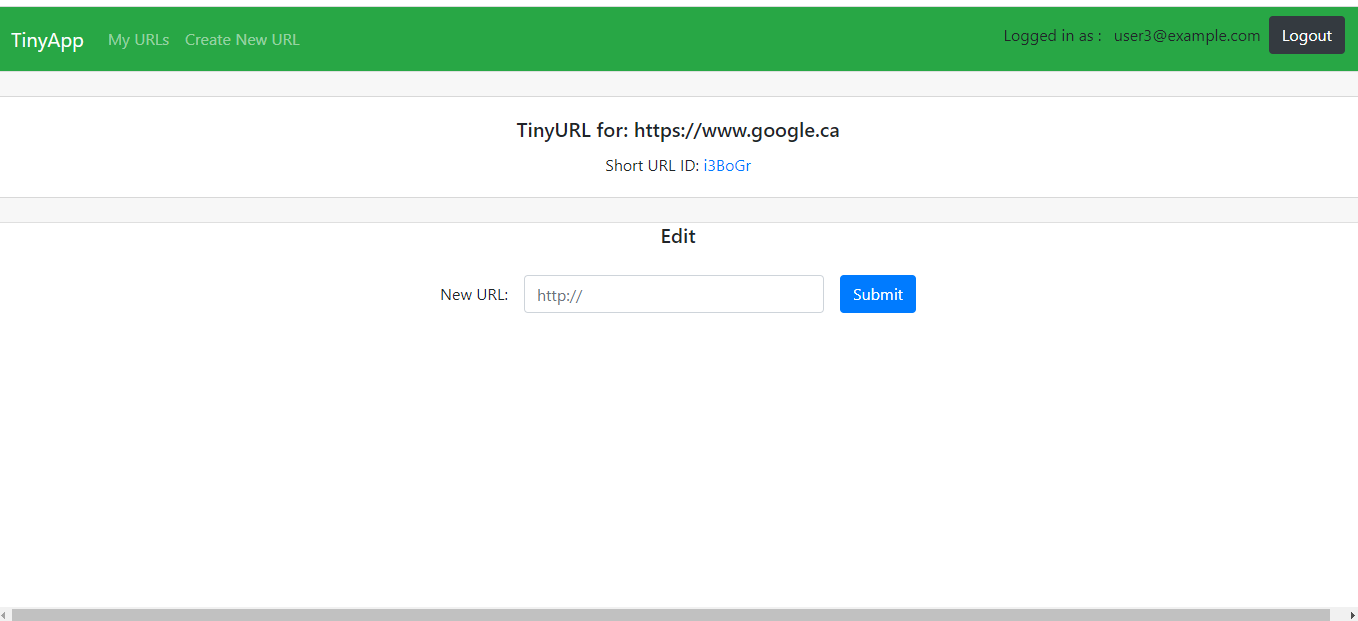 TinyApp My URLs Create New URL Logged in as : user3@example.com Logout
TinyURL for: https://www.google.ca
Short URL ID: i3BoGr
Edit
New URL: http:// Submit